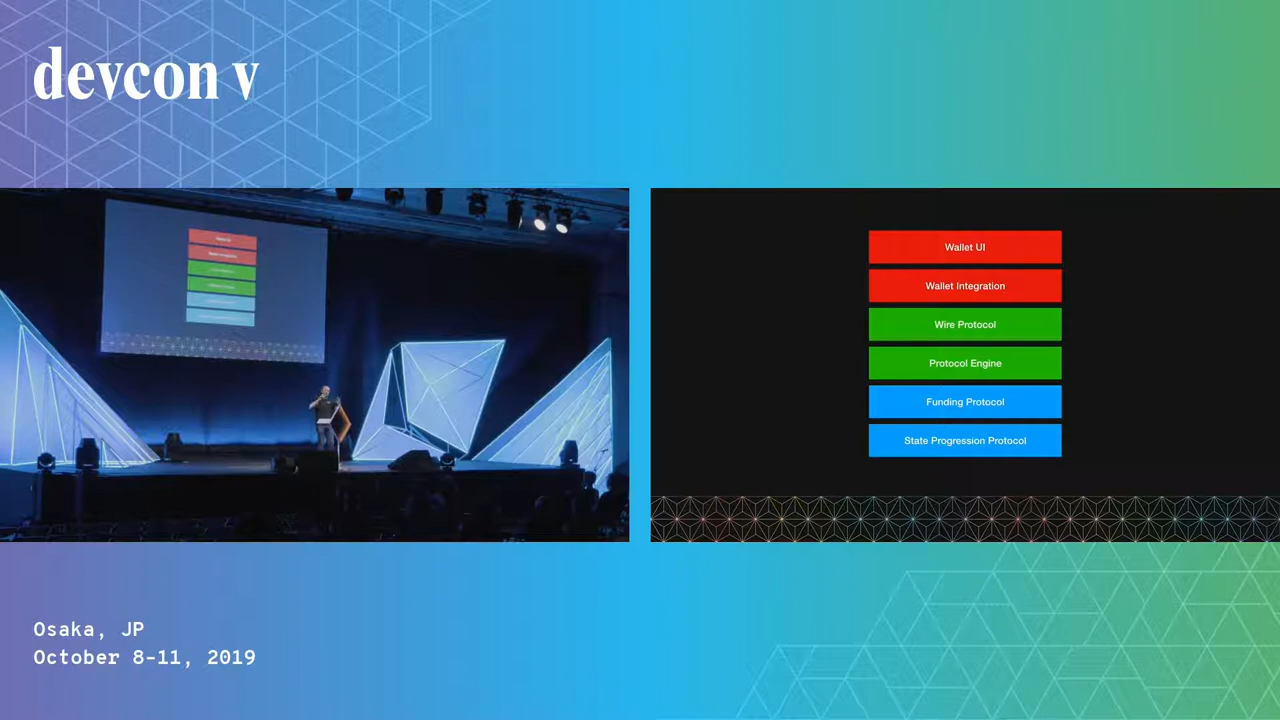 devcon v
Wallet UI
Wallet Integration
Wire Protocol
Protocol Engine
Funding Protocol
State Progression Protocol
Osaka, JP
October 8-11, 2019